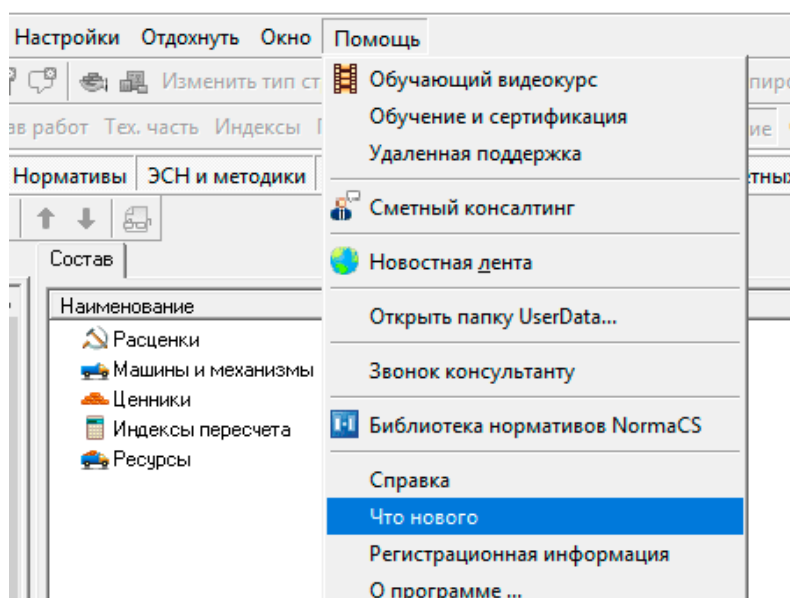 Настройки Отдохнуть Окно Помощь
Изменить тип ст
Тех. часть Индексы
работ
Нормативы ЭСН и методики
Состав
Наименование
Расценки
Машины и механизмы
Ценники
Индексы пересчета
Ресурсы
Обучающий видеокурс
Обучение и сертификация
Удаленная поддержка
Сметный консалтинг
Новостная лента
Открыть папку UserData...
Звонок консультанту
Библиотека нормативов NormaCS
Справка
Что нового
Регистрационная информация
О программе ...